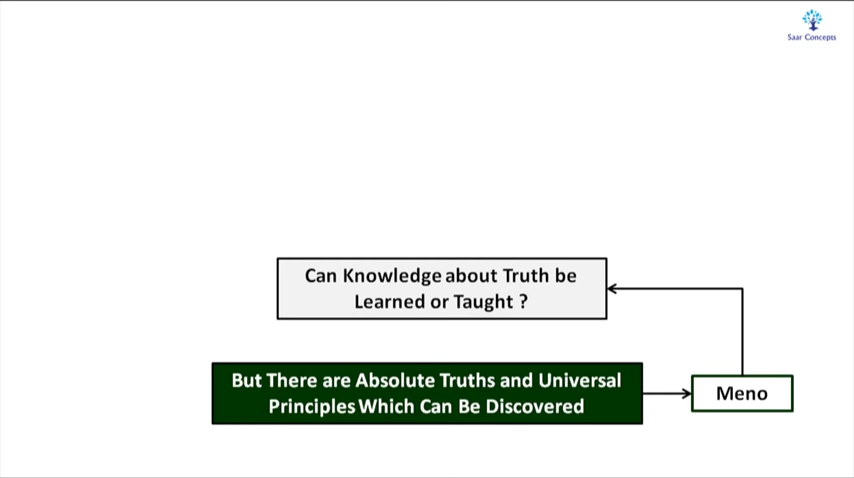 Saar Concepts
Can Knowledge about Truth be
Learned or Taught ?
But There are Absolute Truths and Universal
Principles Which Can Be Discovered
Meno